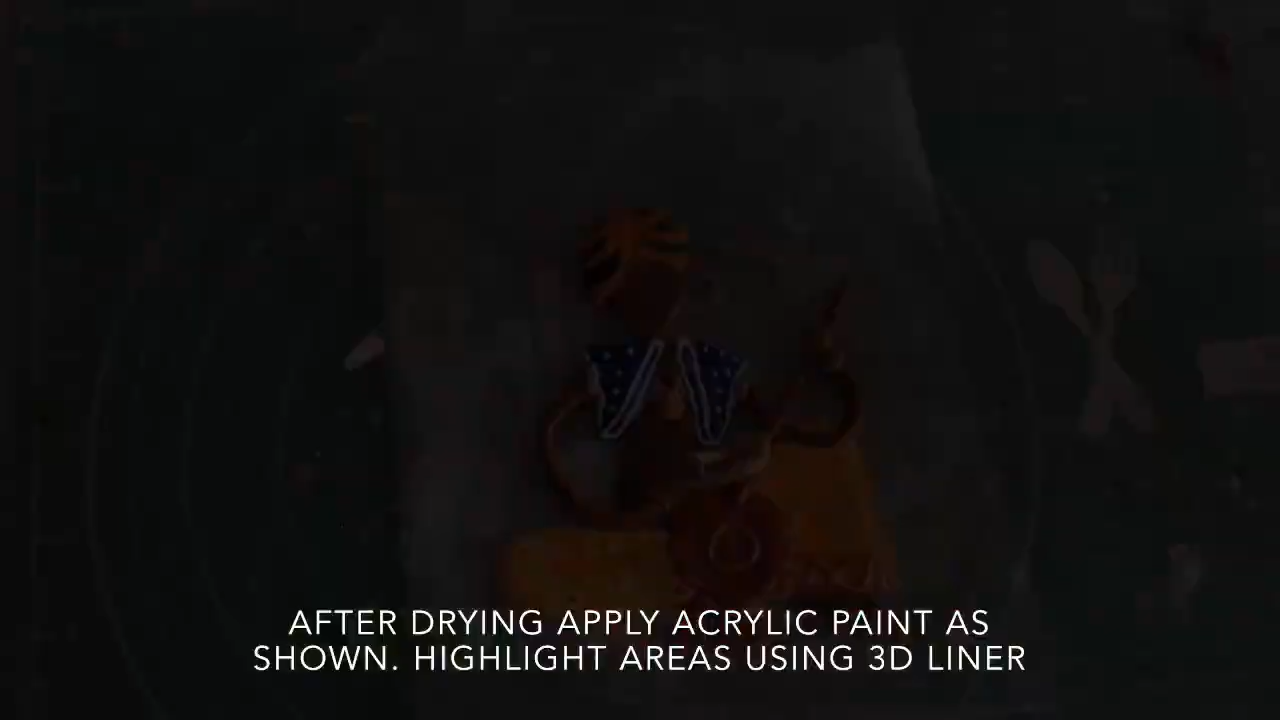 AFTER DRYING APPLY ACRYLIC PAINT AS
SHOWN. HIGHLIGHT AREAS USING 3D LINER